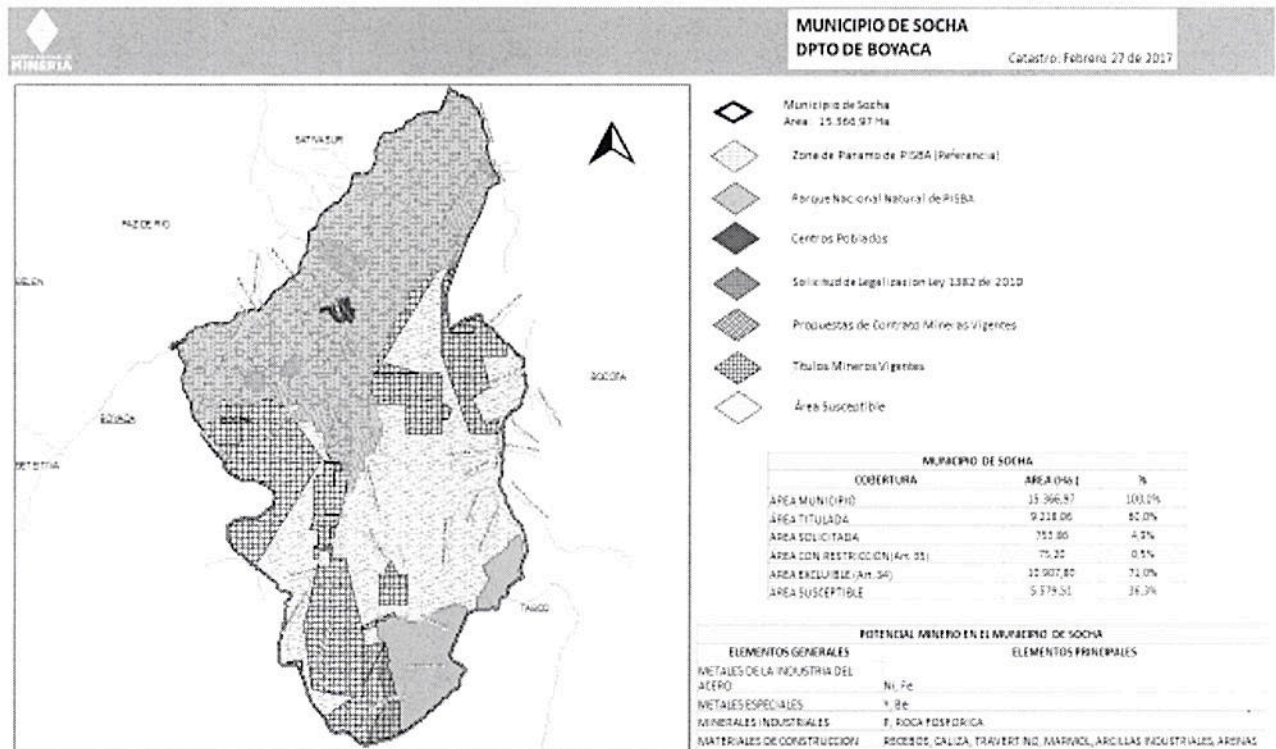 MINERÍA
MUNICIPIO DE SOCHA
DPTO DE BOYACA
Catastro: Febrero 27 de 2017
SATIVASUR
PAZ DE RIO
BELEN
BOYACA
BETEITIVA
SOCOTA
TASCO
Municipio de Socha
Area: 15.366,97 Ha
Zona de Paramo de PISBA (Referencia)
Parque Nacional Natural de PISBA
Centros Poblados
Solicitud de Legalizacion Ley 1382 de 2010
Propuestas de Contrato Mineras Vigentes
Titulos Mineros Vigentes
Área Susceptible
MUNICIPIO DE SOCHA
COBERTURA AREA (Ha) %
AREA MUNICIPIO 15.366,97 100,0%
ÁREA TITULADA 9.218,06 60,0%
AREA SOLICITADA 753,86 4,9%
ÁREA CON RESTRICCION (Art. 35) 75,20 0,5%
AREA EXCLUIBLE (Art. 34) 10.907,80 71,0%
AREA SUSCEPTIBLE 5.579,51 36,3%
POTENCIAL MINERO EN EL MUNICIPIO DE SOCHA
ELEMENTOS GENERALES ELEMENTOS PRINCIPALES
METALES DE LA INDUSTRIA DEL
ACERO Ni, Fe
METALES ESPECIALES Y, Be
MINERALES INDUSTRIALES F, ROCA FOSFORICA
MATERIALES DE CONSTRUCCION RECEBOS, CALIZA, TRAVERTINO, MARMOL, ARCILLAS INDUSTRIALES, ARENAS